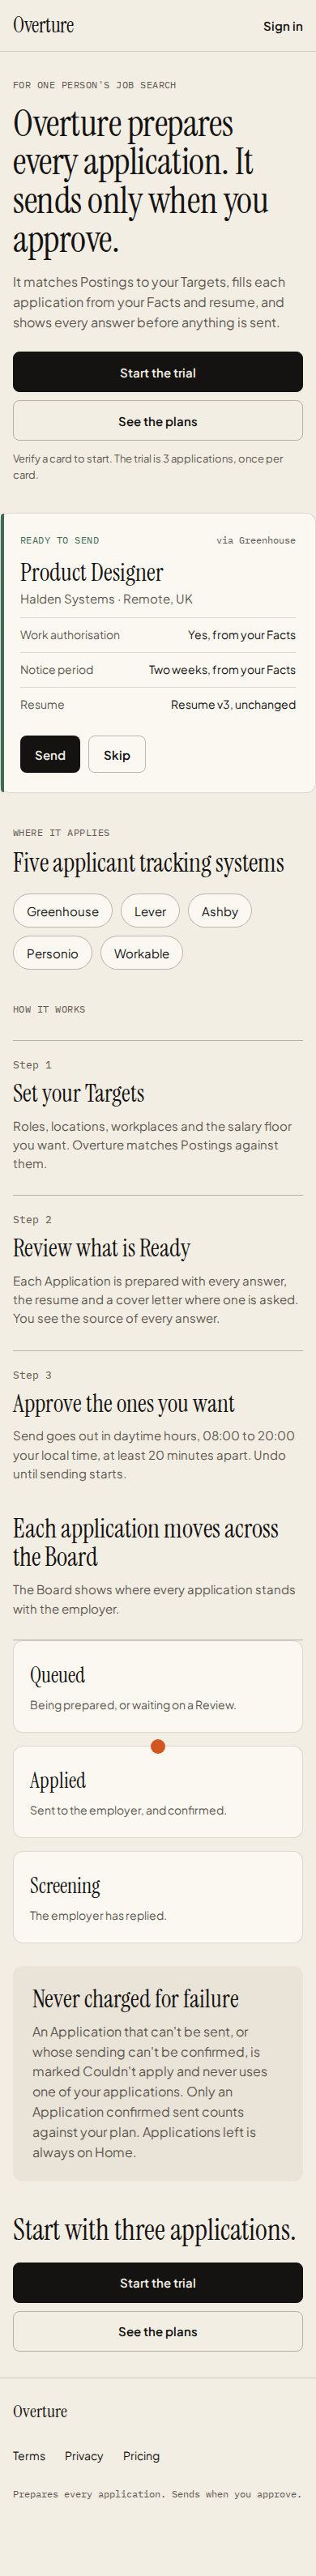 Overture
Sign in
FOR ONE PERSON'S JOB SEARCH
Overture prepares
every application. It
sends only when you
approve.
It matches Postings to your Targets, fills each
application from your Facts and resume, and
shows every answer before anything is sent.
Start the trial
See the plans
Verify a card to start. The trial is 3 applications, once per
card.
READY TO SEND
via Greenhouse
Product Designer
Halden Systems · Remote, UK
Work authorisation
Yes, from your Facts
Notice period
Two weeks, from your Facts
Resume
Resume v3, unchanged
Send
Skip
WHERE IT APPLIES
Five applicant tracking systems
Greenhouse
Lever
Ashby
Personio
Workable
HOW IT WORKS
Step 1
Set your Targets
Roles, locations, workplaces and the salary floor
you want. Overture matches Postings against
them.
Step 2
Review what is Ready
Each Application is prepared with every answer,
the resume and a cover letter where one is asked.
You see the source of every answer.
Step 3
Approve the ones you want
Send goes out in daytime hours, 08:00 to 20:00
your local time, at least 20 minutes apart. Undo
until sending starts.
Each application moves across
the Board
The Board shows where every application stands
with the employer.
Queued
Being prepared, or waiting on a Review.
Applied
Sent to the employer, and confirmed.
Screening
The employer has replied.
Never charged for failure
An Application that can't be sent, or
whose sending can't be confirmed, is
marked Couldn't apply and never uses
one of your applications. Only an
Application confirmed sent counts
against your plan. Applications left is
always on Home.
Start with three applications.
Start the trial
See the plans
Overture
Terms
Privacy
Pricing
Prepares every application. Sends when you approve.